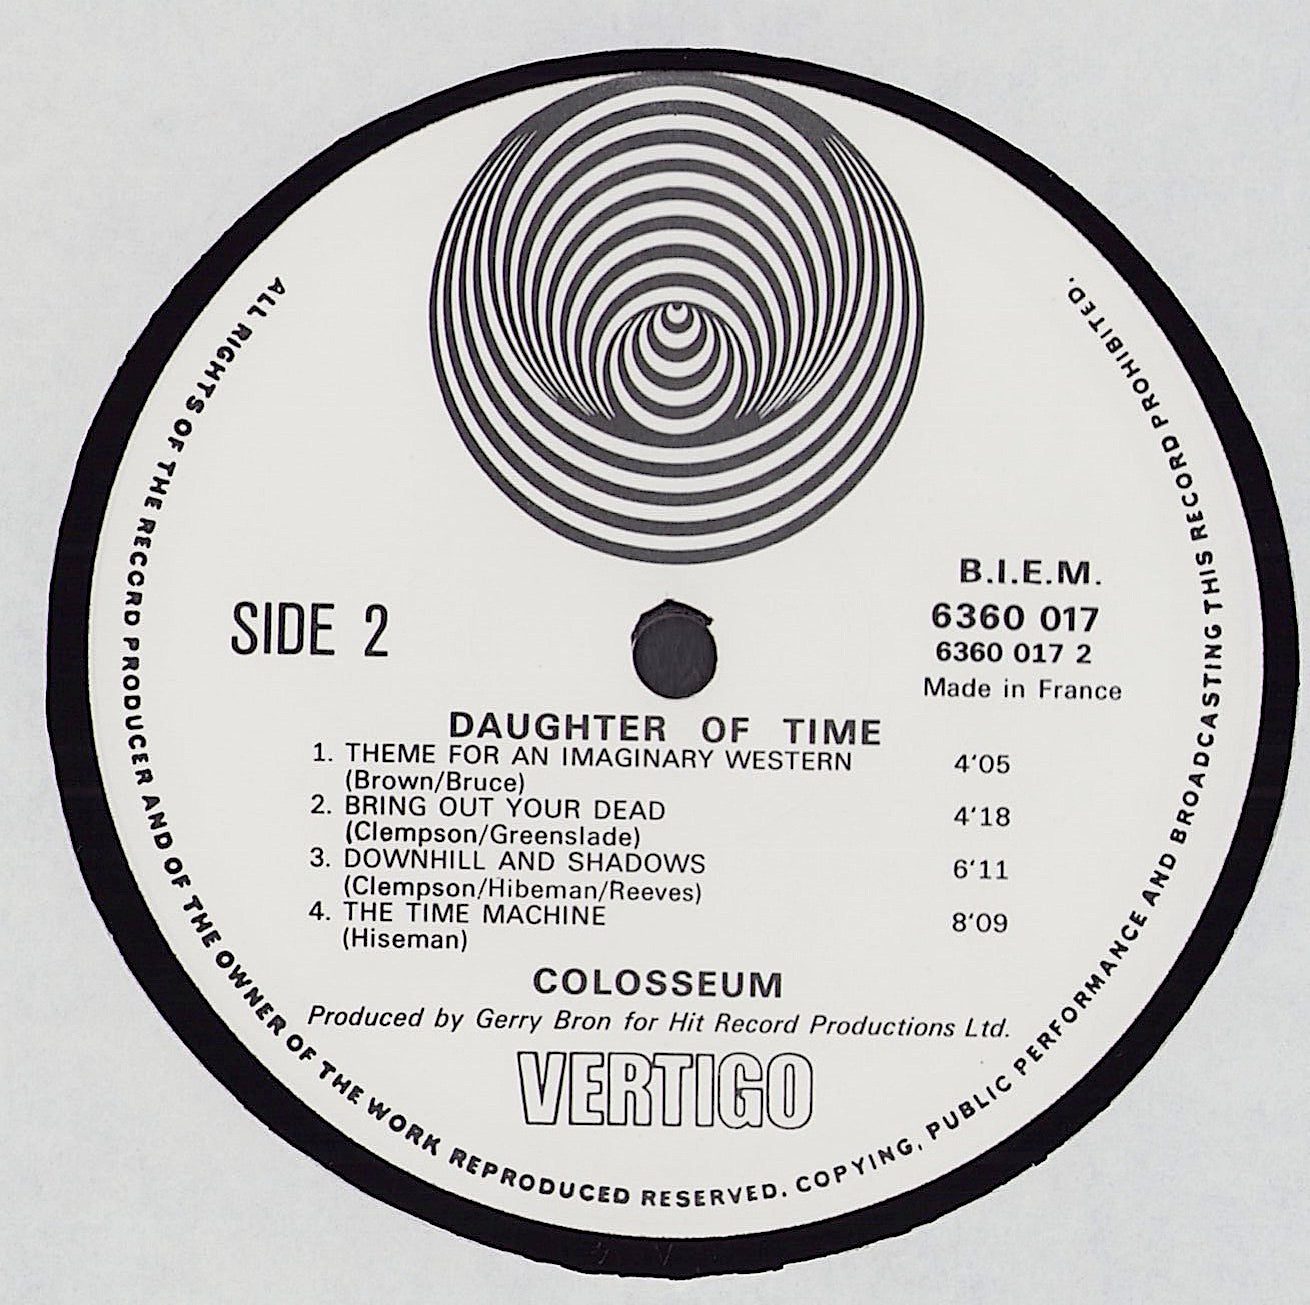 ALL RIGHTS OF THE RECORD PRODUCER AND OF THE OWNER OF THE WORK REPRODUCED RESERVED. COPYING, PUBLIC PERFORMANCE AND BROADCASTING THIS RECORD PROHIBITED.
B.I.E.M.
SIDE 2
6360 017
6360 017 2
Made in France
DAUGHTER OF TIME
1. THEME FOR AN IMAGINARY WESTERN 4'05
(Brown/Bruce)
2. BRING OUT YOUR DEAD 4'18
(Clempson/Greenslade)
3. DOWNHILL AND SHADOWS 6'11
(Clempson/Hibeman/Reeves)
4. THE TIME MACHINE 8'09
(Hiseman)
COLOSSEUM
Produced by Gerry Bron for Hit Record Productions Ltd.
VERTIGO